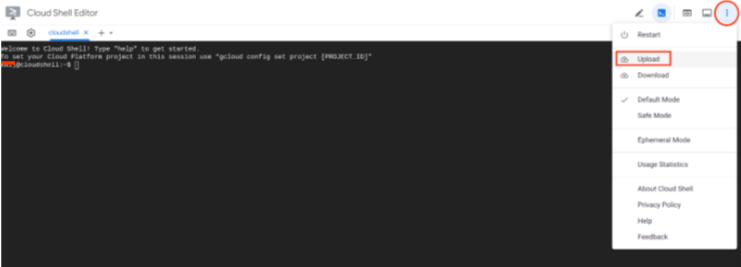 Cloud Shell Editor
cloudshell × + ▾
Welcome to Cloud Shell! Type "help" to get started.
To set your Cloud Platform project in this session use "gcloud config set project [PROJECT_ID]"
@cloudshell:~$
Restart
Upload
Download
Default Mode
Safe Mode
Ephemeral Mode
Usage Statistics
About Cloud Shell
Privacy Policy
Help
Feedback